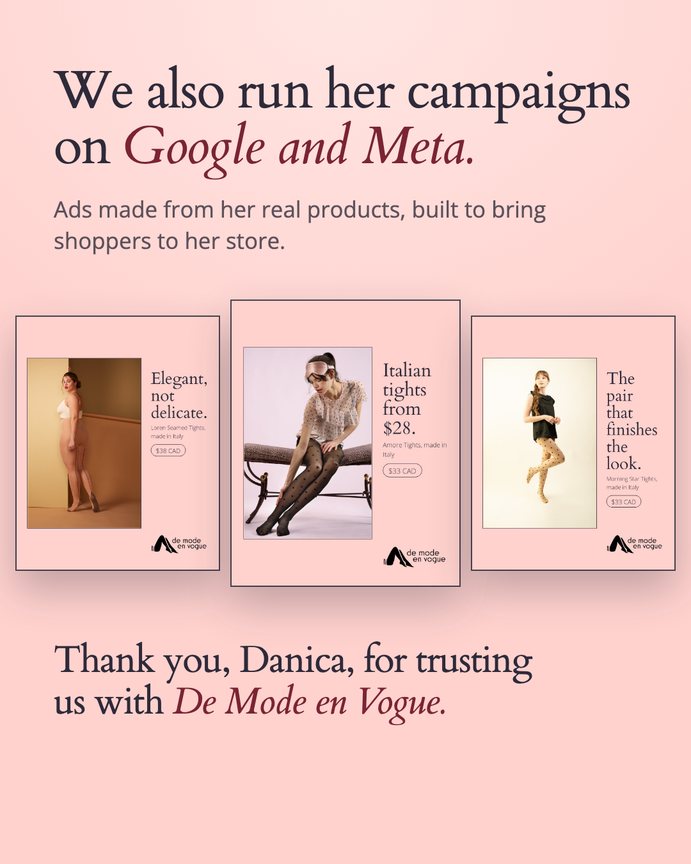 We also run her campaigns
on Google and Meta.
Ads made from her real products, built to bring
shoppers to her store.
Elegant,
not
delicate.
Loren Seamed Tights,
made in Italy
$38 CAD
de mode
en vogue
Italian
tights
from
$28.
Amore Tights, made in
Italy
$33 CAD
de mode
en vogue
The
pair
that
finishes
the
look.
Morning Star Tights,
made in Italy
$33 CAD
de mode
en vogue
Thank you, Danica, for trusting
us with De Mode en Vogue.